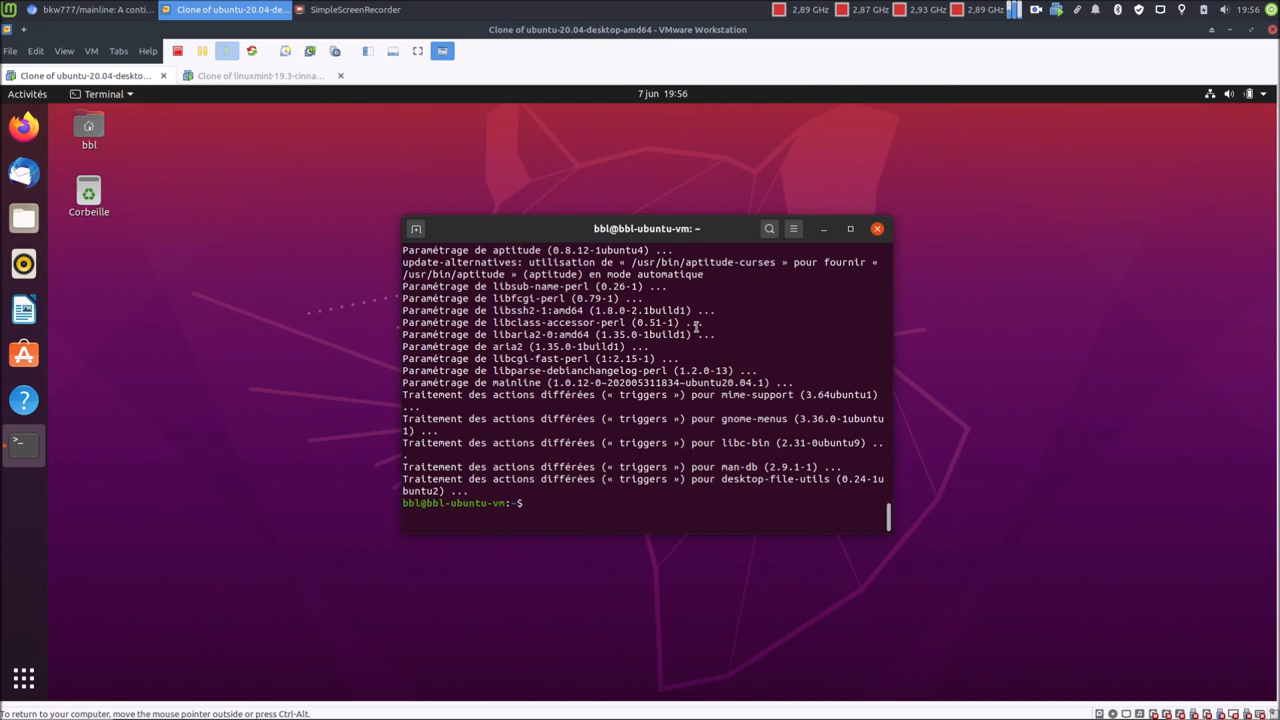 bkw777/mainline: A conti...
Clone of ubuntu-20.04-de...
SimpleScreenRecorder
2,89 GHz
2,87 GHz
2,93 GHz
2,89 GHz
19:56
Clone of ubuntu-20.04-desktop-amd64 - VMware Workstation
File Edit View VM Tabs Help
Clone of ubuntu-20.04-deskto...
Clone of linuxmint-19.3-cinna...
Activités
Terminal
7 jun 19:56
bbl
Corbeille
bbl@bbl-ubuntu-vm: ~
Paramétrage de aptitude (0.8.12-1ubuntu4) ...
update-alternatives: utilisation de « /usr/bin/aptitude-curses » pour fournir «
/usr/bin/aptitude » (aptitude) en mode automatique
Paramétrage de libsub-name-perl (0.26-1) ...
Paramétrage de libfcgi-perl (0.79-1) ...
Paramétrage de libssh2-1:amd64 (1.8.0-2.1build1) ...
Paramétrage de libclass-accessor-perl (0.51-1) ...
Paramétrage de libaria2-0:amd64 (1.35.0-1build1) ...
Paramétrage de aria2 (1.35.0-1build1) ...
Paramétrage de libcgi-fast-perl (1:2.15-1) ...
Paramétrage de libparse-debianchangelog-perl (1.2.0-13) ...
Paramétrage de mainline (1.0.12-0~202005311834~ubuntu20.04.1) ...
Traitement des actions différées (« triggers ») pour mime-support (3.64ubuntu1)
...
Traitement des actions différées (« triggers ») pour gnome-menus (3.36.0-1ubuntu
1) ...
Traitement des actions différées (« triggers ») pour libc-bin (2.31-0ubuntu9) ..
.
Traitement des actions différées (« triggers ») pour man-db (2.9.1-1) ...
Traitement des actions différées (« triggers ») pour desktop-file-utils (0.24-1u
buntu2) ...
bbl@bbl-ubuntu-vm:~$
To return to your computer, move the mouse pointer outside or press Ctrl-Alt.